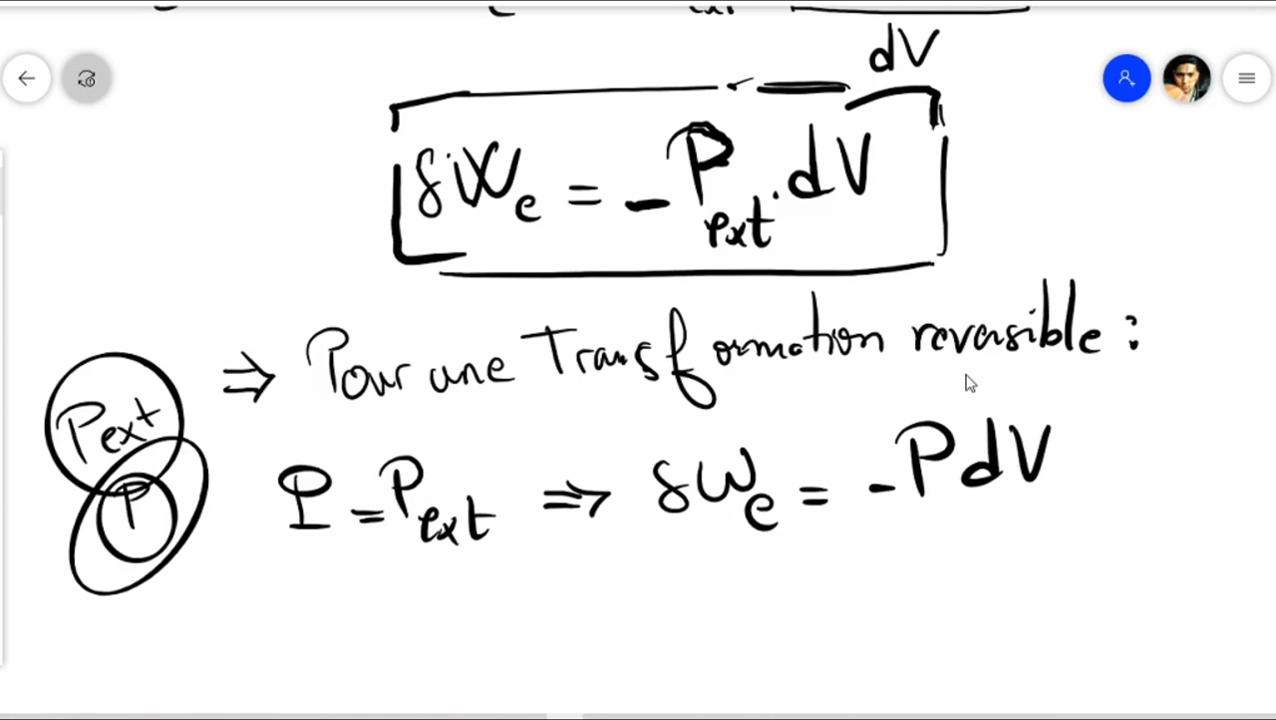 dV
δW_e = -P_ext . dV
⇒ Pour une Transformation reversible :
Pext
P
P = P_ext ⇒ δW_e = -PdV